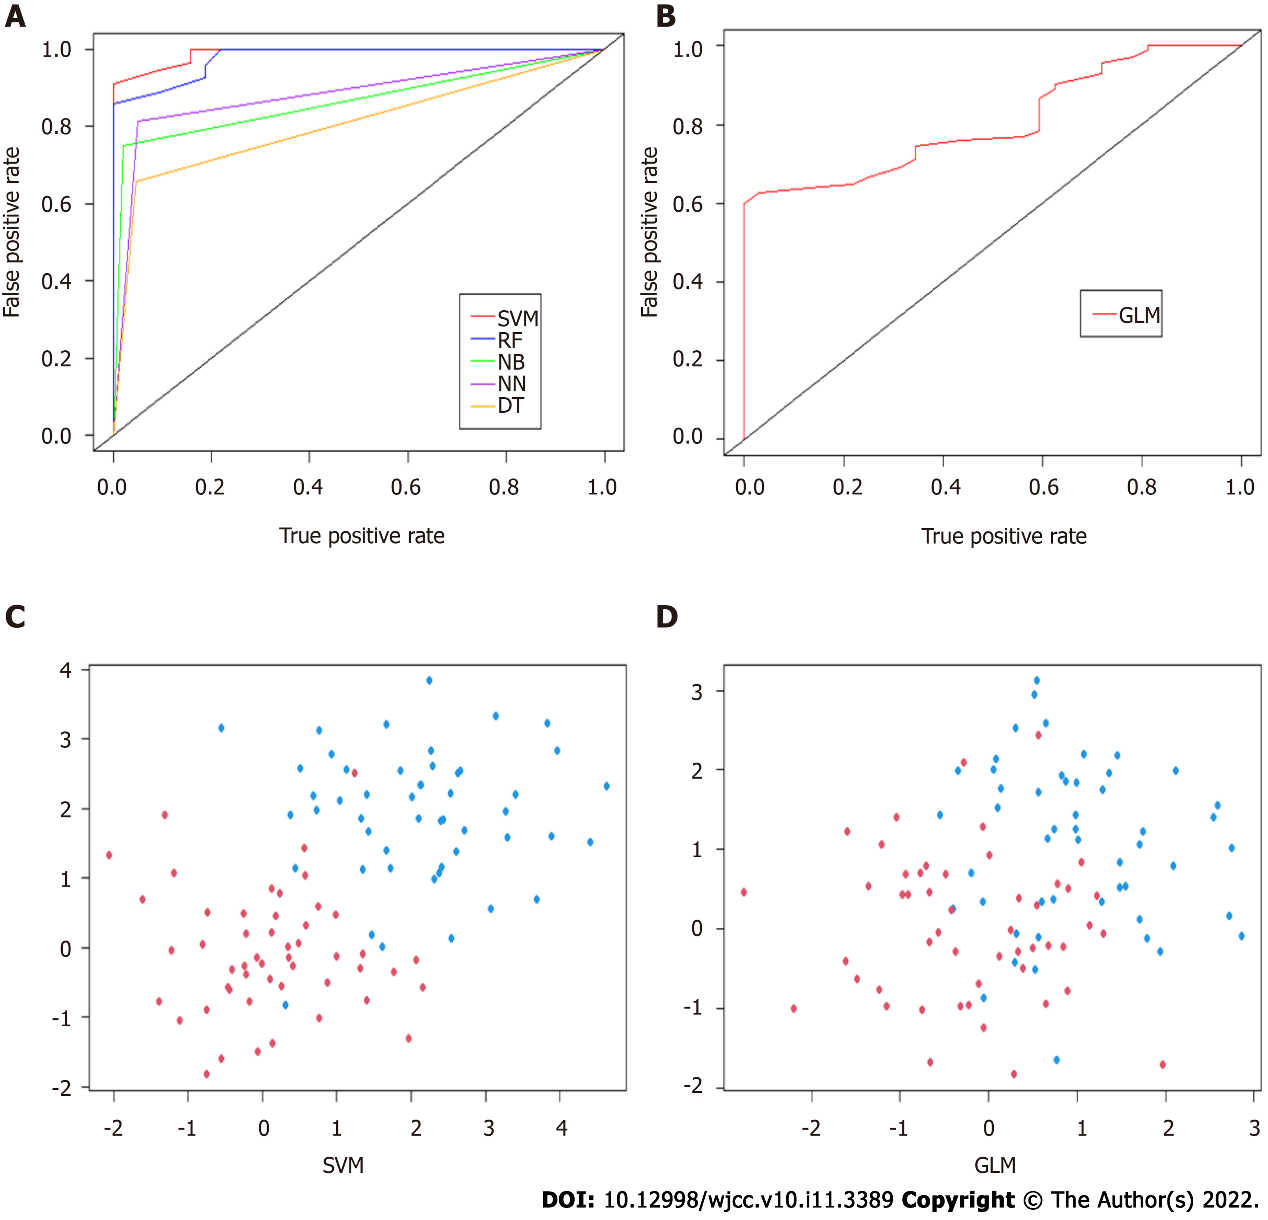 A
False positive rate
1.0
0.8
0.6
0.4
0.2
0.0
SVM
RF
NB
NN
DT
0.0 0.2 0.4 0.6 0.8 1.0
True positive rate
B
False positive rate
1.0
0.8
0.6
0.4
0.2
0.0
GLM
0.0 0.2 0.4 0.6 0.8 1.0
True positive rate
C
4
3
2
1
0
-1
-2
-2 -1 0 1 2 3 4
SVM
D
3
2
1
0
-1
-2
-2 -1 0 1 2 3
GLM
DOI: 10.12998/wjcc.v10.i11.3389 Copyright © The Author(s) 2022.